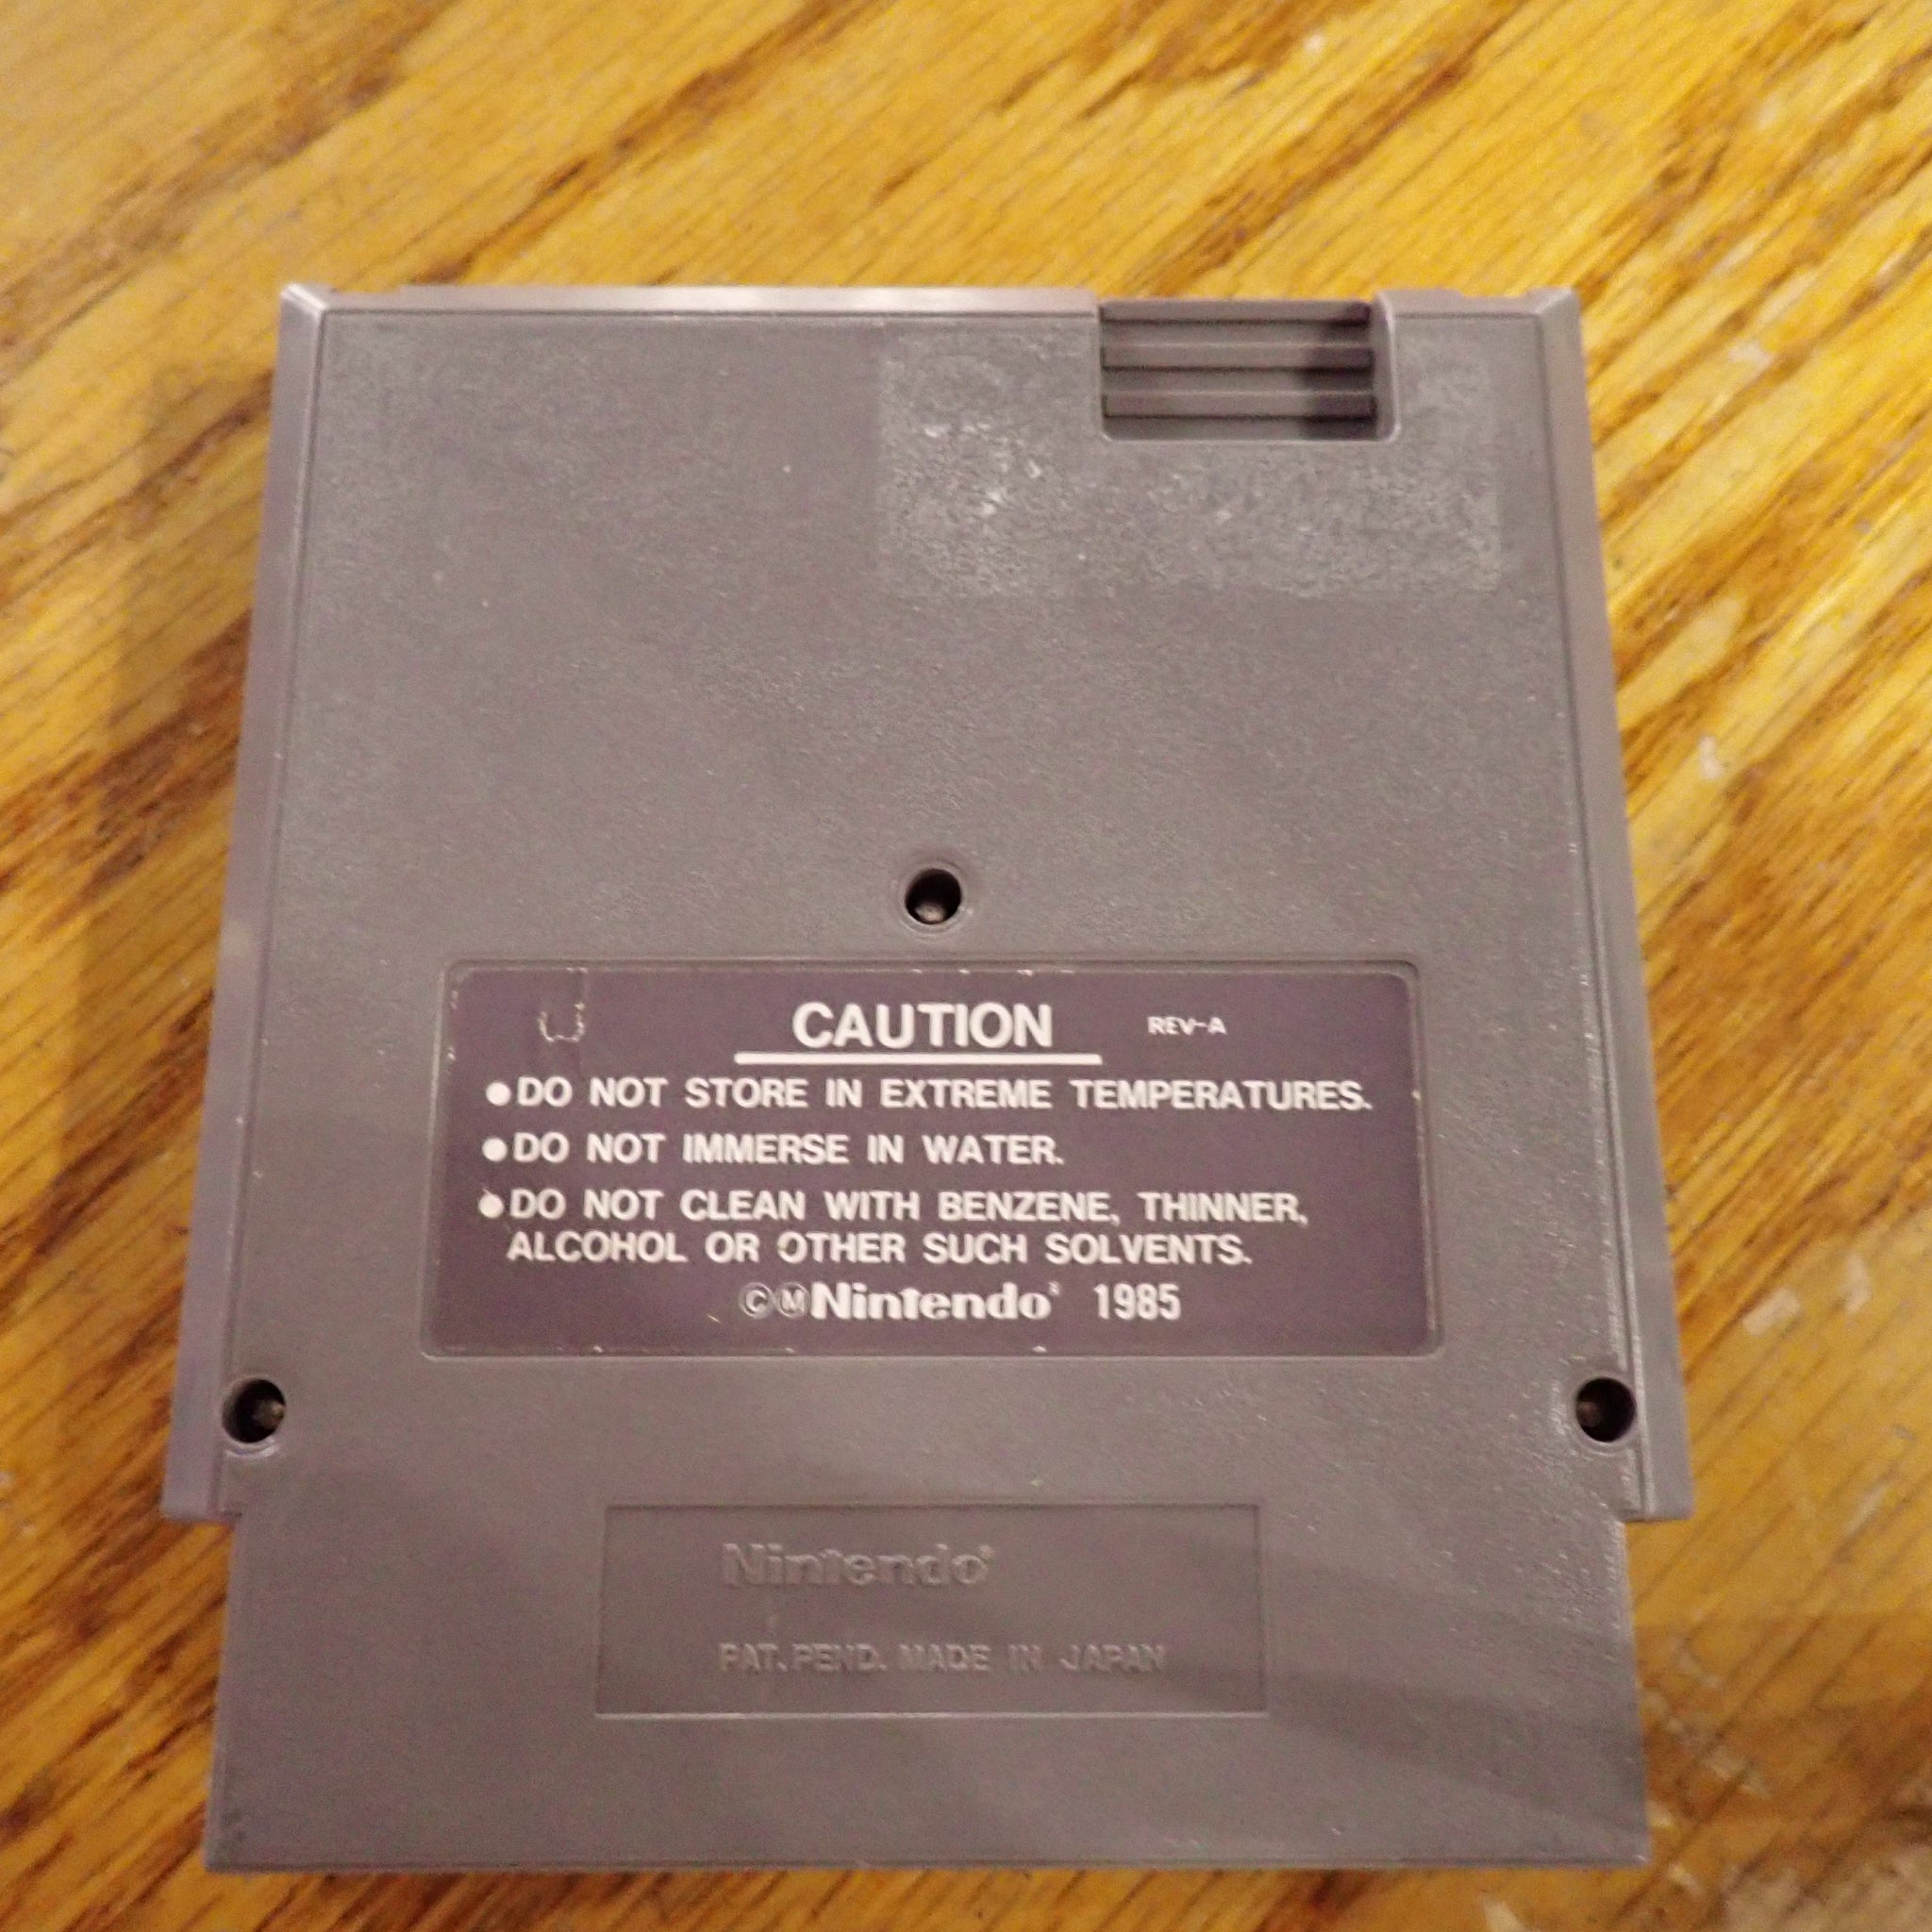 CAUTION REV-A
●DO NOT STORE IN EXTREME TEMPERATURES.
●DO NOT IMMERSE IN WATER.
●DO NOT CLEAN WITH BENZENE, THINNER,
ALCOHOL OR OTHER SUCH SOLVENTS.
©ⓂNintendo® 1985
Nintendo®
PAT. PEND. MADE IN JAPAN